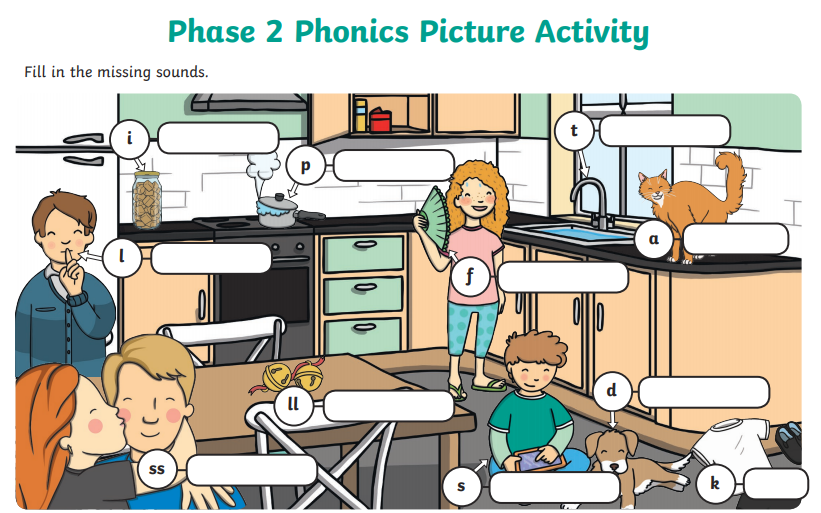 Phase 2 Phonics Picture Activity
Fill in the missing sounds.
i
t
p
a
l
f
d
ll
ss
s
k